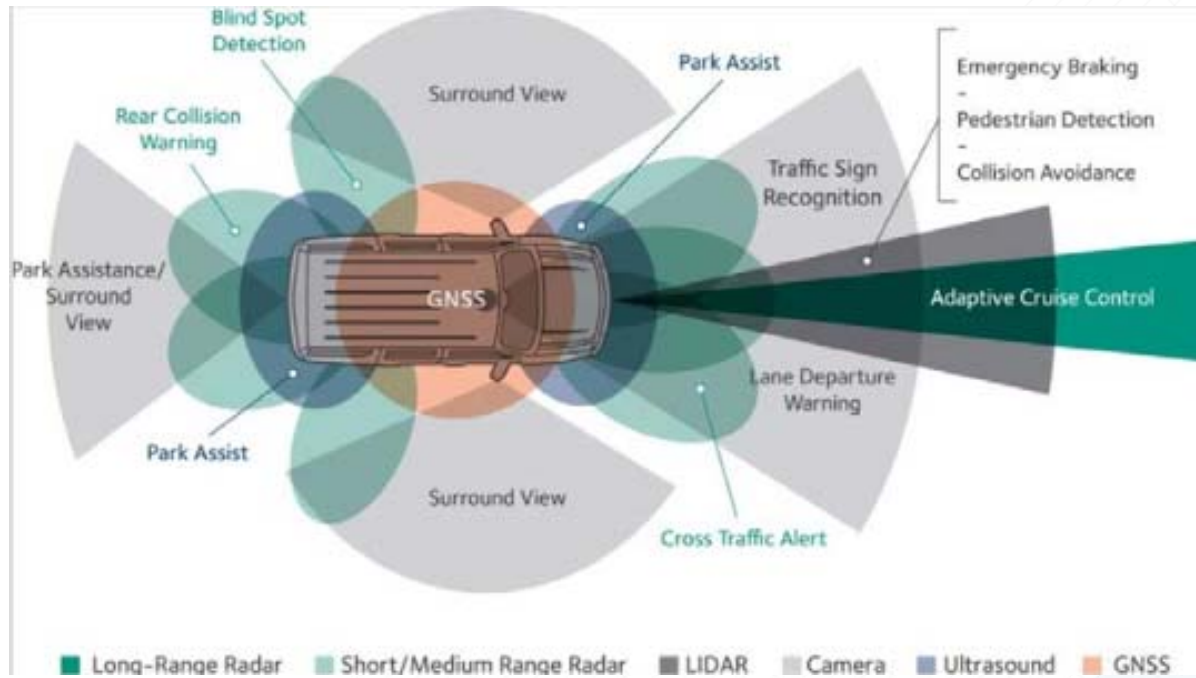 Blind Spot
Detection
Surround View
Park Assist
Emergency Braking
-
Pedestrian Detection
-
Collision Avoidance
Rear Collision
Warning
Traffic Sign
Recognition
Park Assistance/
Surround
View
GNSS
Adaptive Cruise Control
Lane Departure
Warning
Park Assist
Surround View
Cross Traffic Alert
Long-Range Radar
Short/Medium Range Radar
LIDAR
Camera
Ultrasound
GNSS